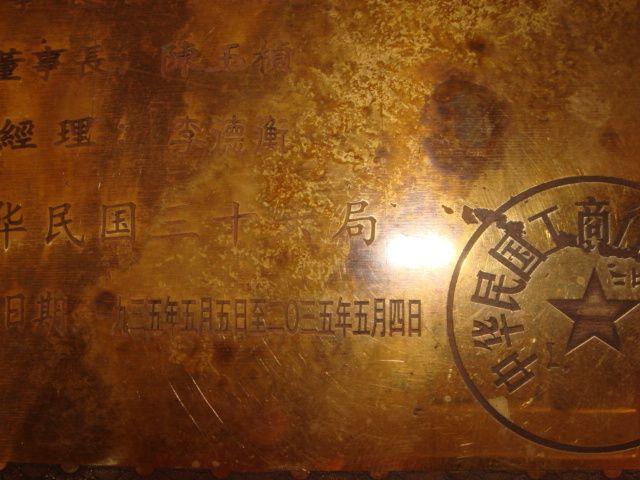 董事長 陳玉楨
經理 李德衡
华民国二十 局
日期 九三五年五月五日至二〇三五年五月四日
中华民国工商